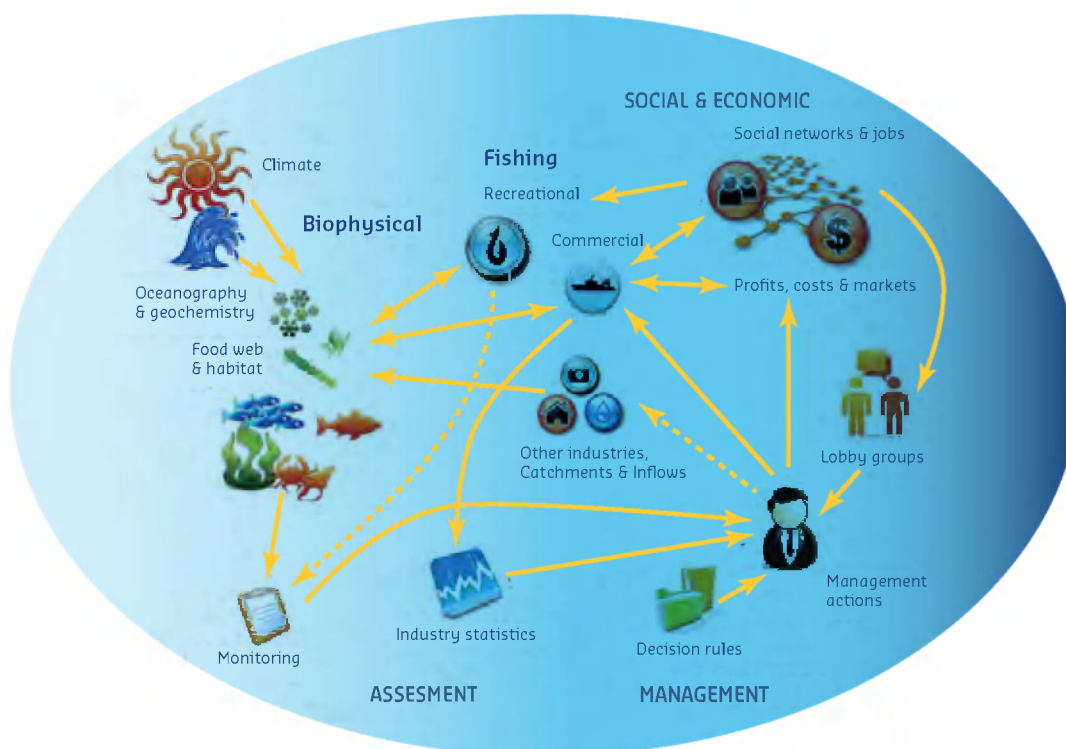 SOCIAL & ECONOMIC
Social networks & jobs
Climate
Fishing
Recreational
Biophysical
Commercial
Oceanography
& geochemistry
Profits, costs & markets
Food web
& habitat
Other industries,
Catchments & Inflows
Lobby groups
Management
actions
Industry statistics
Decision rules
Monitoring
ASSESMENT
MANAGEMENT
$